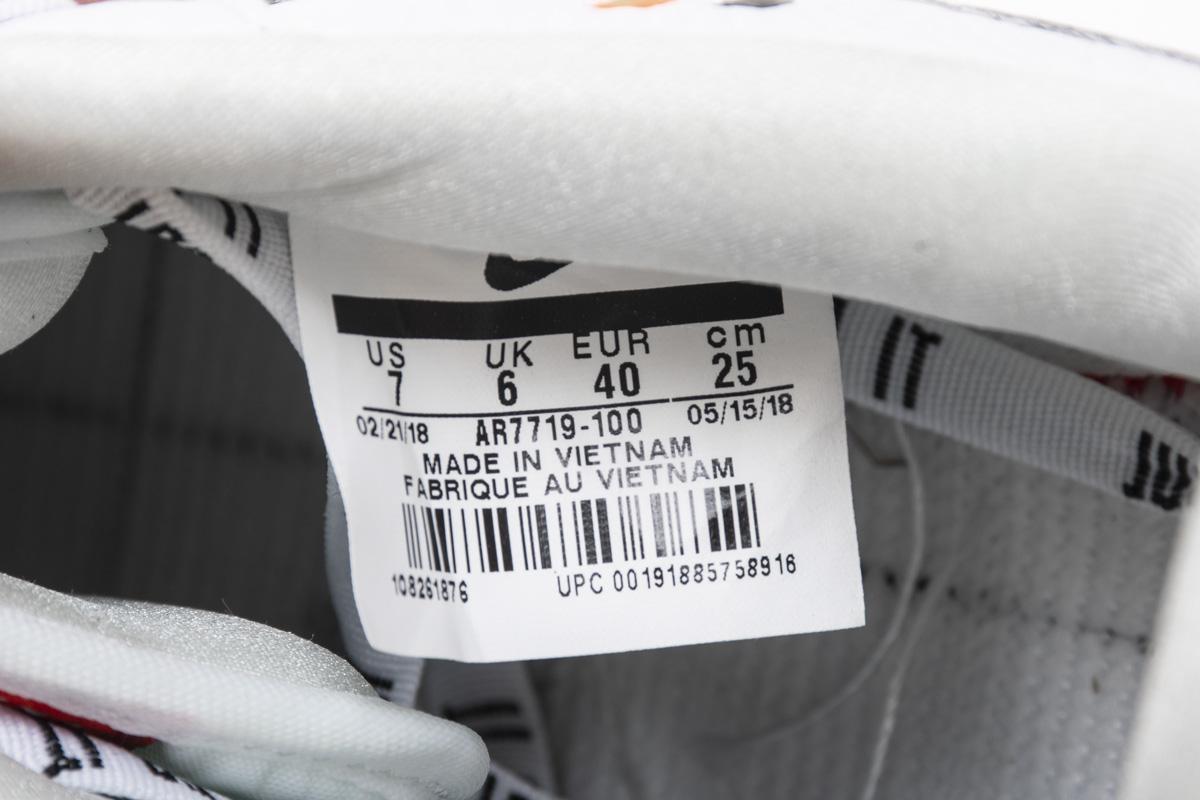 US UK EUR cm
7 6 40 25
02/21/18 AR7719-100 05/15/18
MADE IN VIETNAM
FABRIQUE AU VIETNAM
108261876 UPC 00191885758916